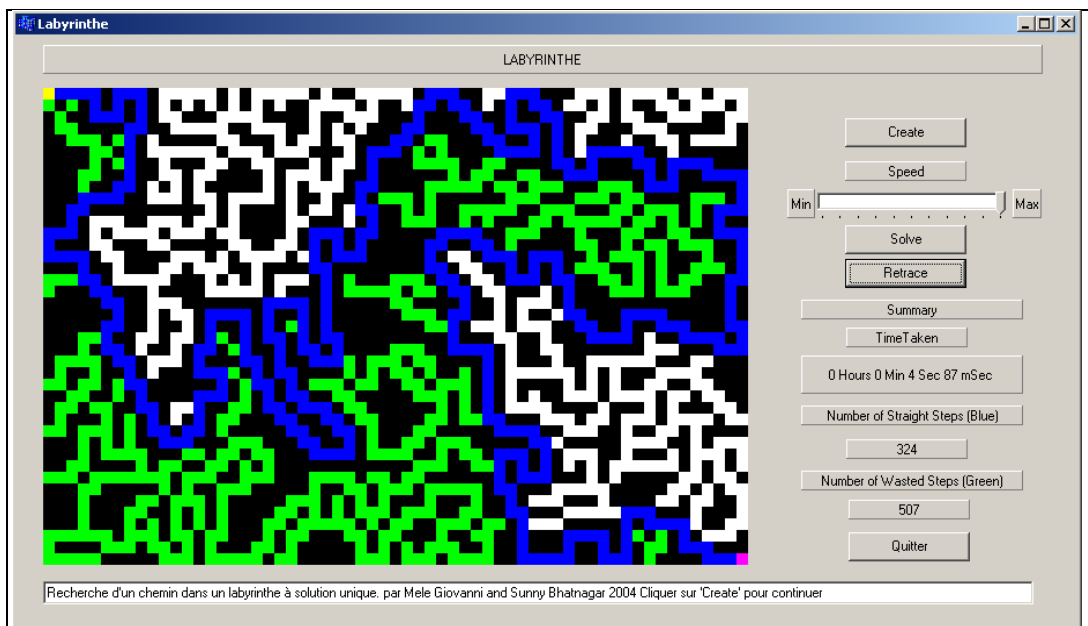 Labyrinthe
LABYRINTHE
Create
Speed
Min
Max
Solve
Retrace
Summary
TimeTaken
0 Hours 0 Min 4 Sec 87 mSec
Number of Straight Steps (Blue)
324
Number of Wasted Steps (Green)
507
Quitter
Recherche d'un chemin dans un labyrinthe à solution unique. par Mele Giovanni and Sunny Bhatnagar 2004 Cliquer sur 'Create' pour continuer